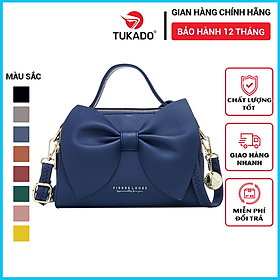 TUKADO
GIAN HÀNG CHÍNH HÃNG
BẢO HÀNH 12 THÁNG
MÀU SẮC
CHẤT LƯỢNG
TỐT
GIAO HÀNG
NHANH
MIỄN PHÍ
ĐỔI TRẢ
PIERRE LOUES